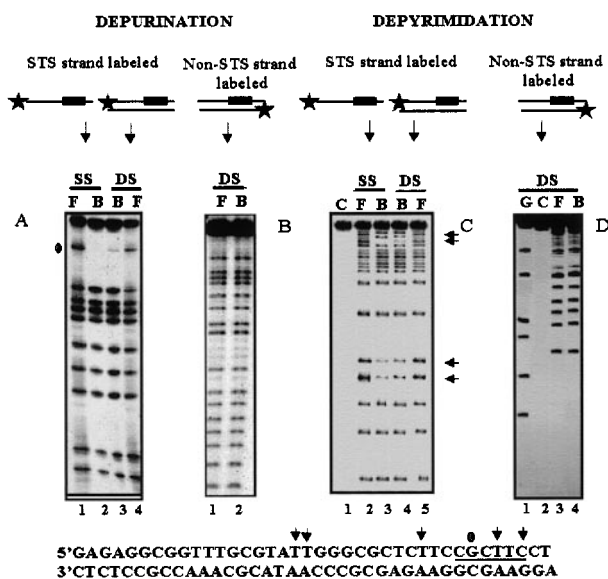 DEPURINATION DEPYRIMIDATION
STS strand labeled Non-STS strand labeled STS strand labeled Non-STS strand labeled
SS DS DS SS DS DS
F B B F F B C F B B F G C F B
A B C D
1 2 3 4 1 2 1 2 3 4 5 1 2 3 4
5'GAGAGGCGGTTTGCGTATTGGGCGCTCTTCCGCTTCCT
3'CTCTCCGCCAAACGCATAACCCGCGAGAAGGCGAAGGA